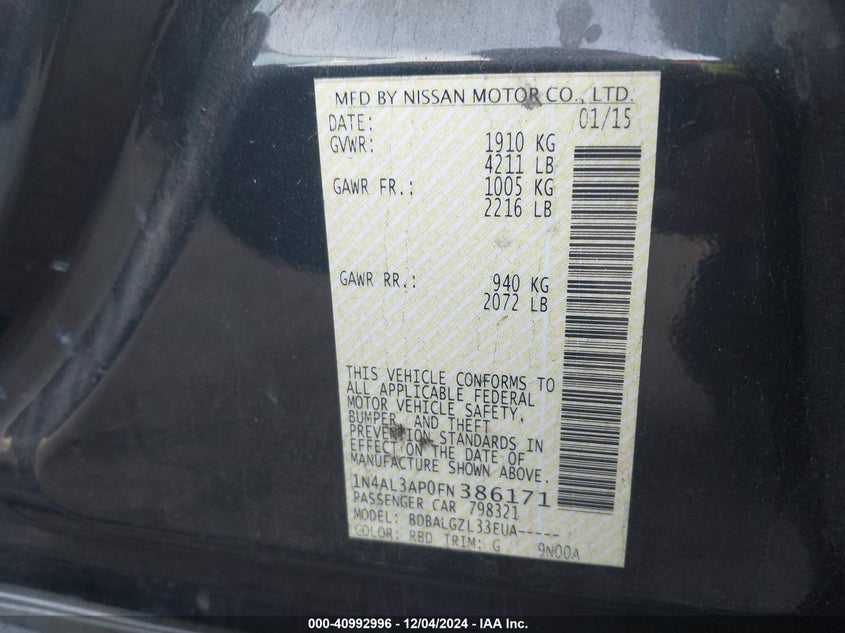 MFD BY NISSAN MOTOR CO., LTD.
DATE: 01/15
GVWR: 1910 KG
4211 LB
GAWR FR.: 1005 KG
2216 LB
GAWR RR.: 940 KG
2072 LB
THIS VEHICLE CONFORMS TO
ALL APPLICABLE FEDERAL
MOTOR VEHICLE SAFETY,
BUMPER, AND THEFT
PREVENTION STANDARDS IN
EFFECT ON THE DATE OF
MANUFACTURE SHOWN ABOVE.
1N4AL3AP0FN386171
PASSENGER CAR 798321
MODEL: BDBALGZL33EUA-----
COLOR: RBD TRIM: G 9N00A
000-40992996 - 12/04/2024 - IAA Inc.